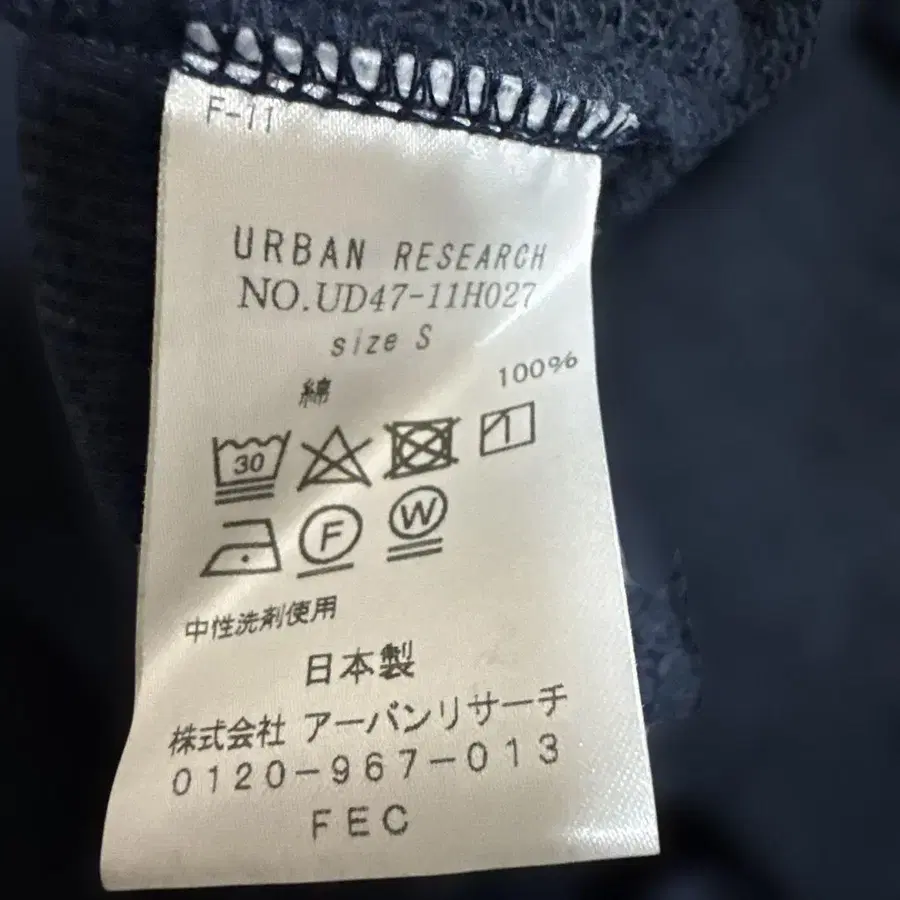 F-11
URBAN RESEARCH
NO.UD47-11H027
size S
綿 100%
30
F W
中性洗剤使用
日本製
株式会社 アーバンリサーチ
0120-967-013
FEC